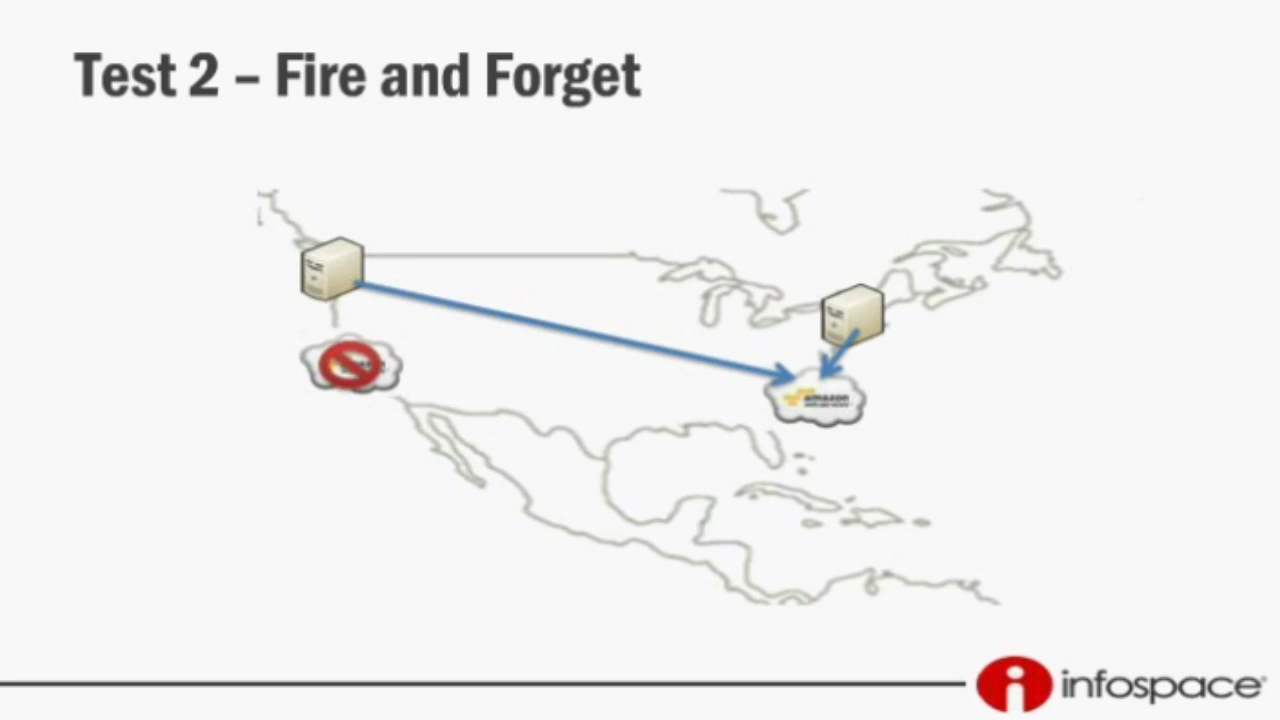 Test 2 – Fire and Forget
amazon
infospace